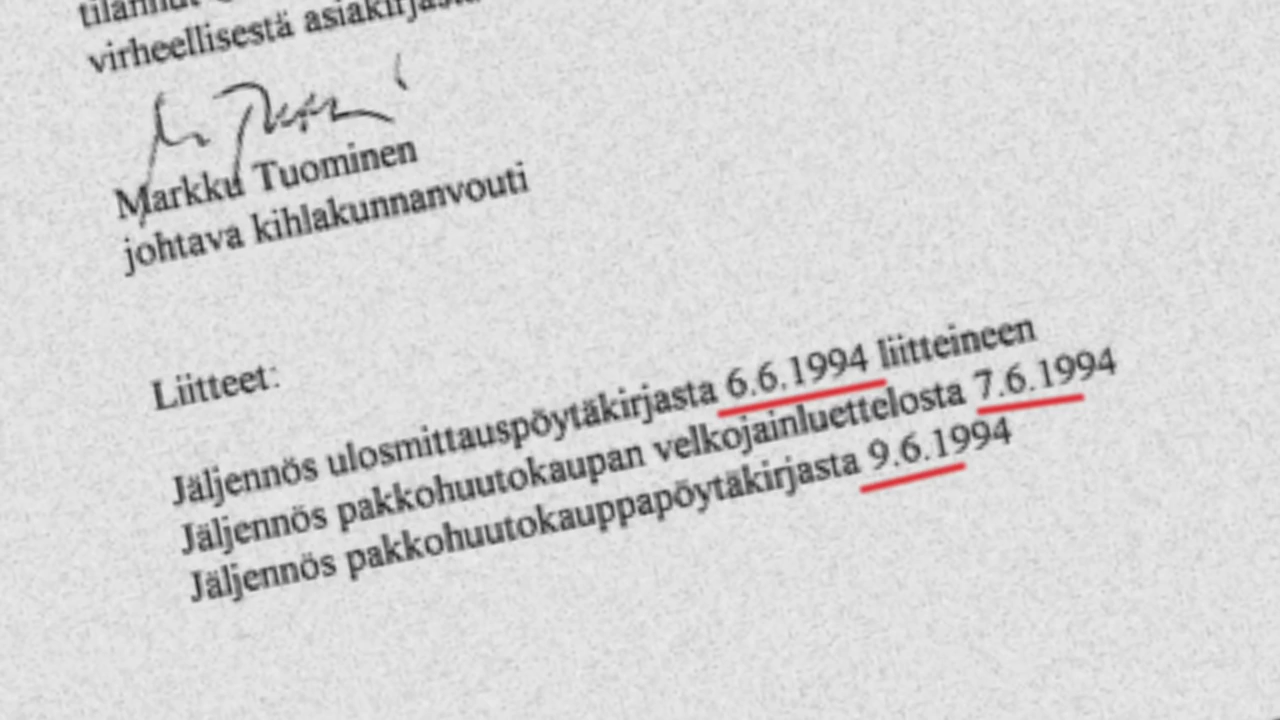 virheellisestä
Markku Tuominen
johtava kihlakunnanvouti
Liitteet:
Jäljennös ulosmittauspöytäkirjasta 6.6.1994 liitteineen
Jäljennös pakkohuutokaupan velkojainluettelosta 7.6.1994
Jäljennös pakkohuutokauppapöytäkirjasta 9.6.1994